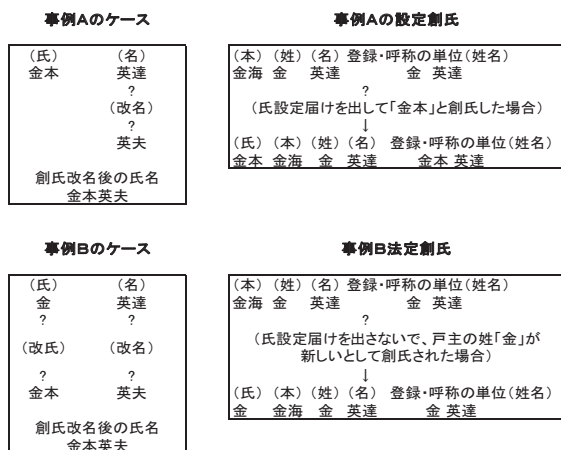 事例Aのケース
(氏) (名)
金本 英達
?
(改名)
?
英夫
創氏改名後の氏名
金本英夫
事例Aの設定創氏
(本) (姓) (名) 登録・呼称の単位(姓名)
金海 金 英達 金 英達
?
(氏設定届けを出して「金本」と創氏した場合)
↓
(氏) (本) (姓) (名) 登録・呼称の単位(姓名)
金本 金海 金 英達 金本 英達
事例Bのケース
(氏) (名)
金 英達
? ?
(改氏) (改名)
? ?
金本 英夫
創氏改名後の氏名
金本英夫
事例B法定創氏
(本) (姓) (名) 登録・呼称の単位(姓名)
金海 金 英達 金 英達
?
(氏設定届けを出さないで、戸主の姓「金」が
新しいとして創氏された場合)
↓
(氏) (本) (姓) (名) 登録・呼称の単位(姓名)
金 金海 金 英達 金 英達